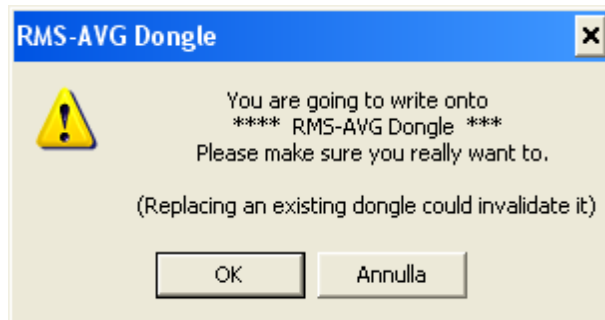 RMS-AVG Dongle
You are going to write onto
**** RMS-AVG Dongle ***
Please make sure you really want to.
(Replacing an existing dongle could invalidate it)
OK Annulla